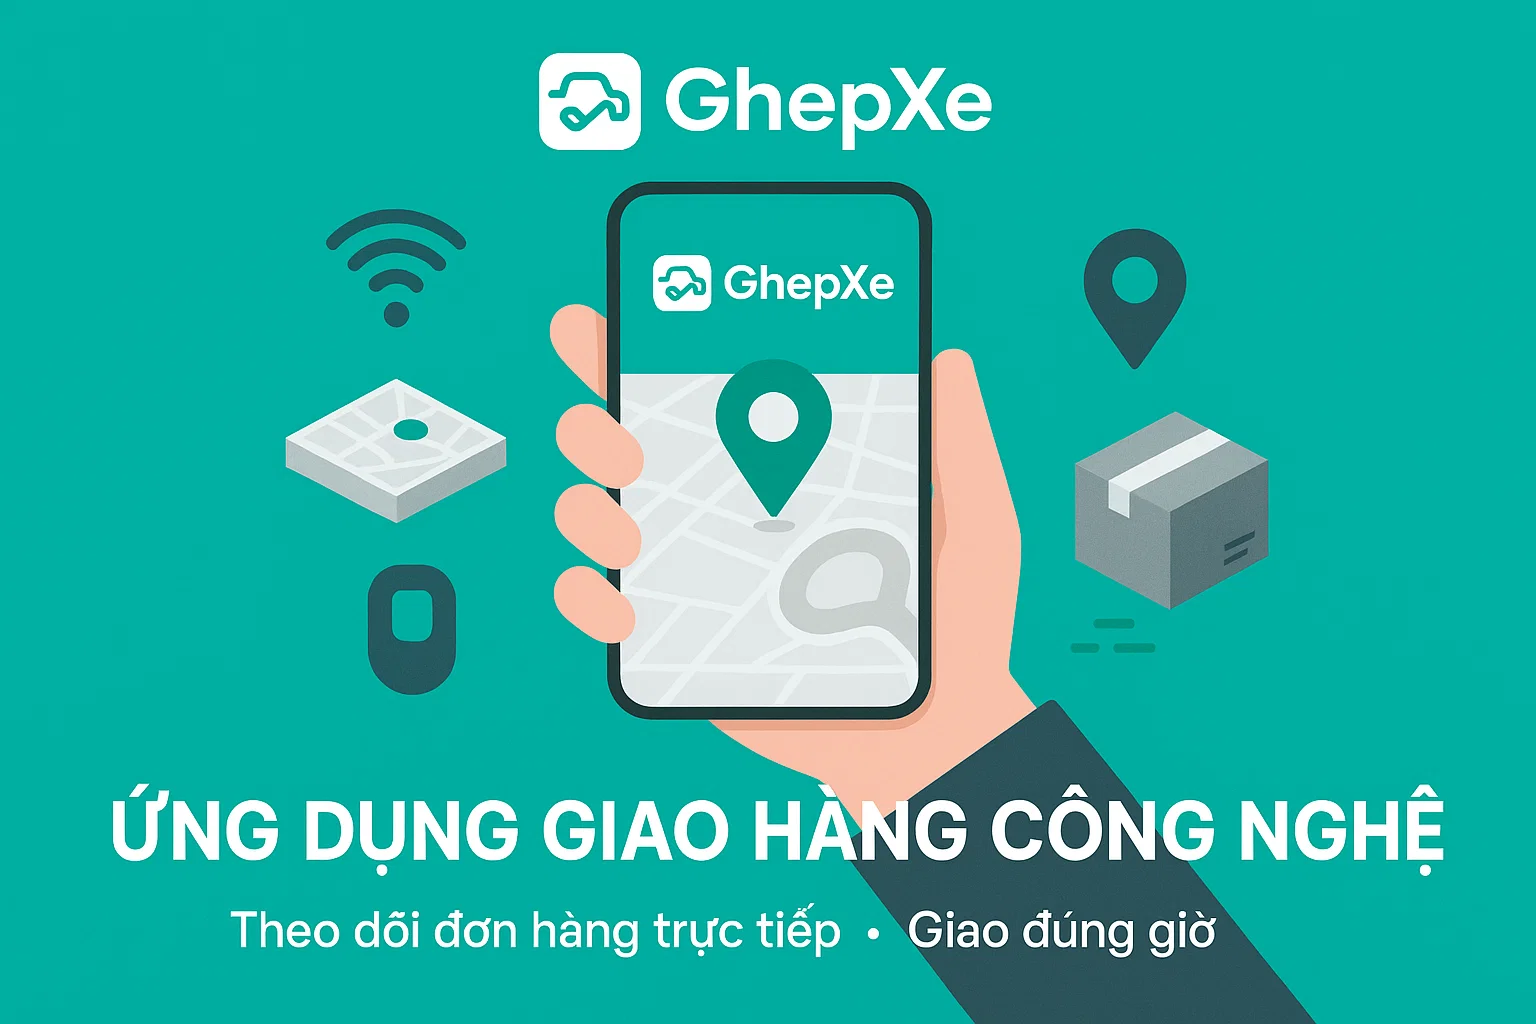 GhepXe
GhepXe
ỨNG DỤNG GIAO HÀNG CÔNG NGHỆ
Theo dõi đơn hàng trực tiếp • Giao đúng giờ